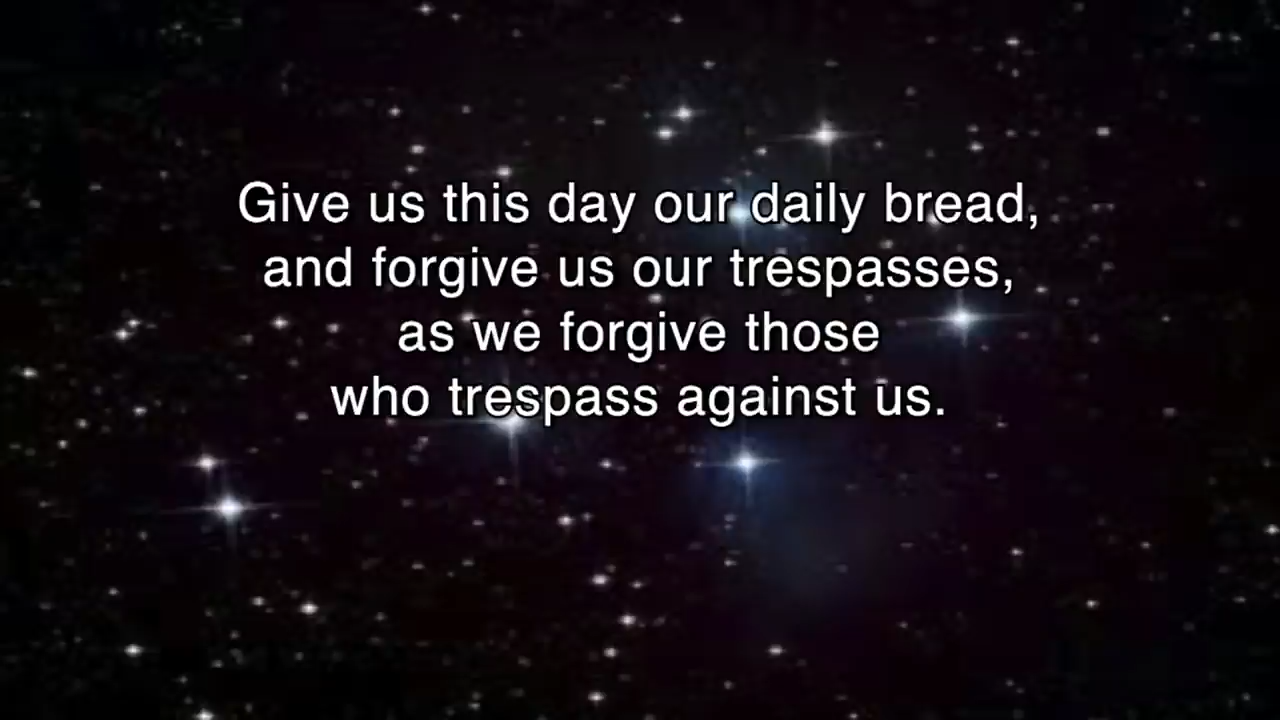 Give us this day our daily bread,
and forgive us our trespasses,
as we forgive those
who trespass against us.